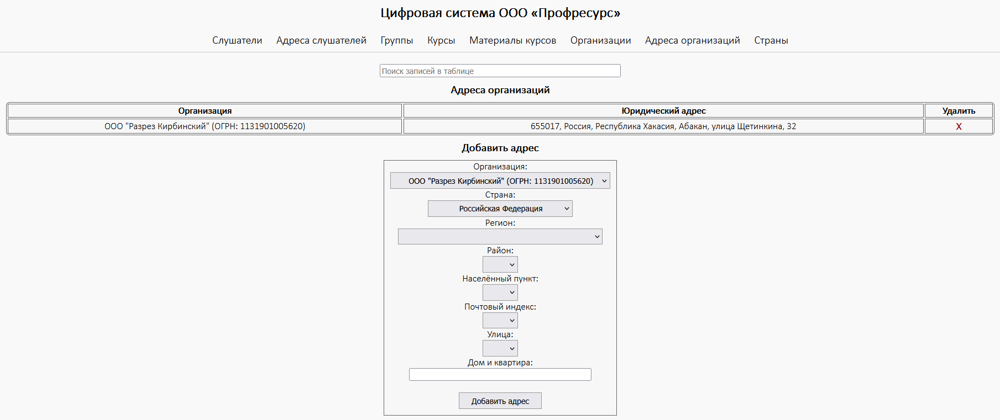 Цифровая система ООО «Профресурс»
Слушатели Адреса слушателей Группы Курсы Материалы курсов Организации Адреса организаций Страны
Поиск записей в таблице
Адреса организаций
Организация Юридический адрес Удалить
ООО "Разрез Кирбинский" (ОГРН: 1131901005620) 655017, Россия, Республика Хакасия, Абакан, улица Щетинкина, 32 X
Добавить адрес
Организация:
ООО "Разрез Кирбинский" (ОГРН: 1131901005620)
Страна:
Российская Федерация
Регион:
Район:
Населённый пункт:
Почтовый индекс:
Улица:
Дом и квартира:
Добавить адрес